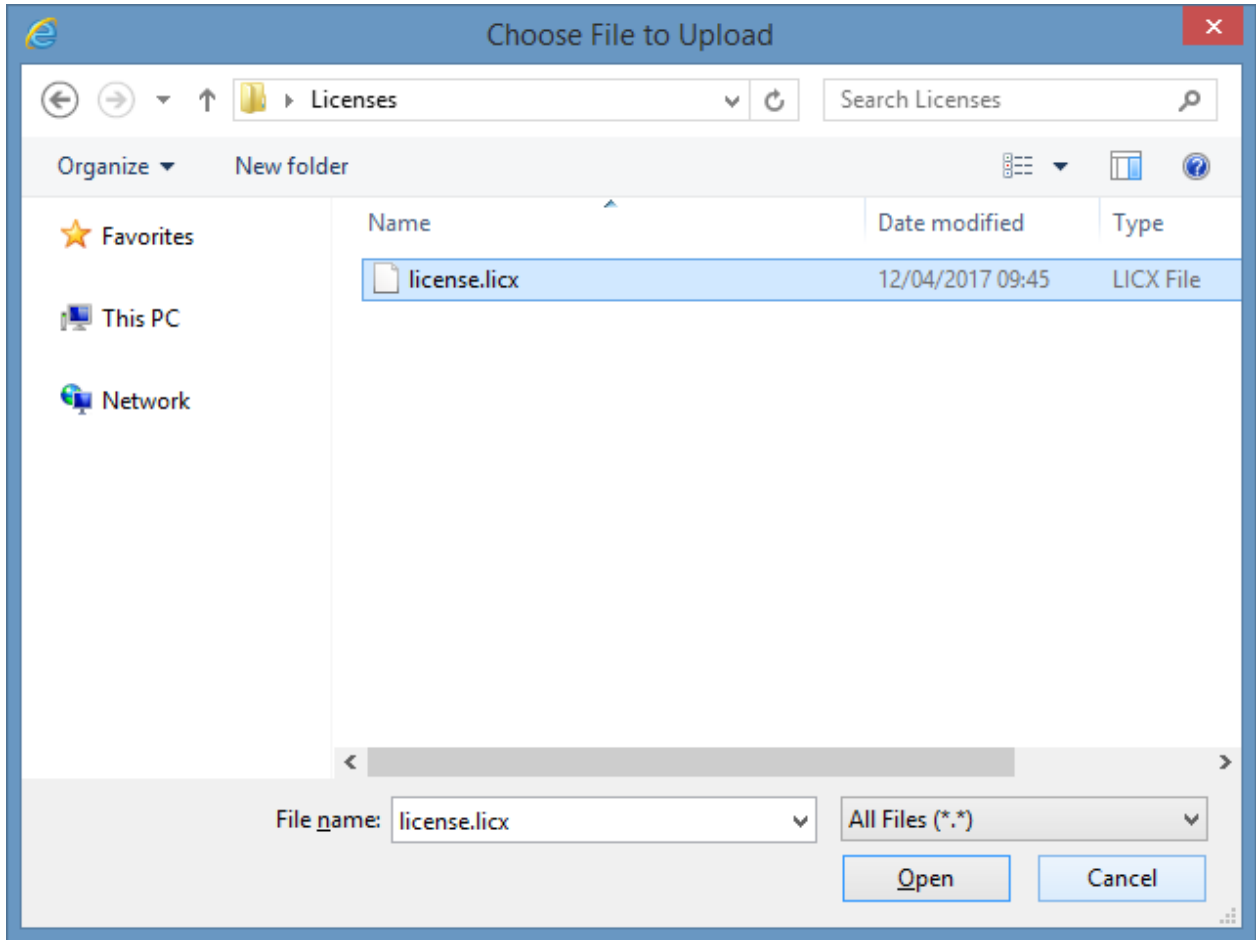 Choose File to Upload
Licenses
Search Licenses
Organize
New folder
Favorites
This PC
Network
Name
Date modified
Type
license.licx
12/04/2017 09:45
LICX File
File name:
license.licx
All Files (*.*)
Open
Cancel